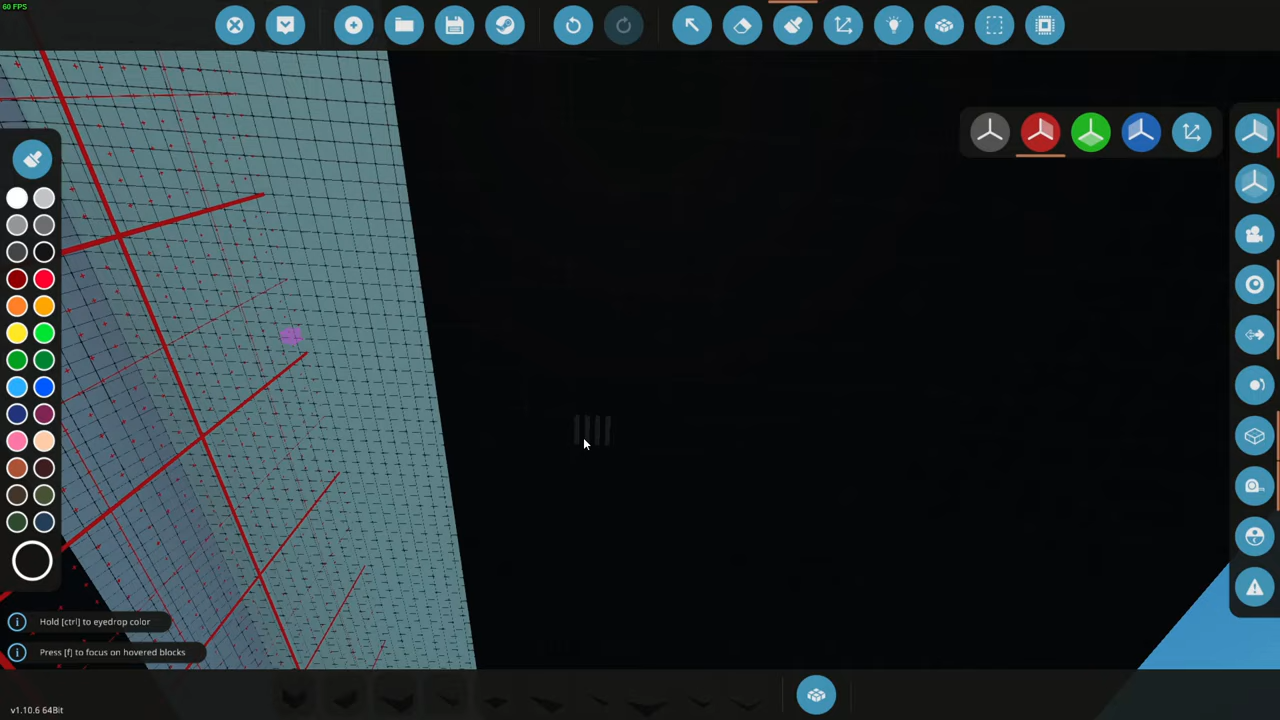 60 FPS
Hold [ctrl] to eyedrop color
Press [f] to focus on hovered blocks
v1.10.6 64Bit